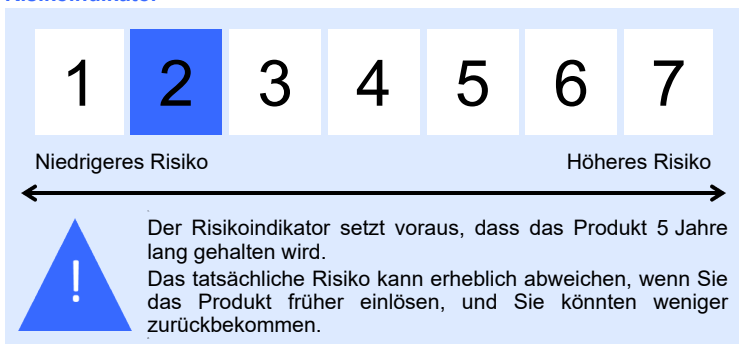 1 2 3 4 5 6 7
Niedrigeres Risiko Höheres Risiko
Der Risikoindikator setzt voraus, dass das Produkt 5 Jahre
lang gehalten wird.
!
Das tatsächliche Risiko kann erheblich abweichen, wenn Sie
das Produkt früher einlösen, und Sie könnten weniger
zurückbekommen.